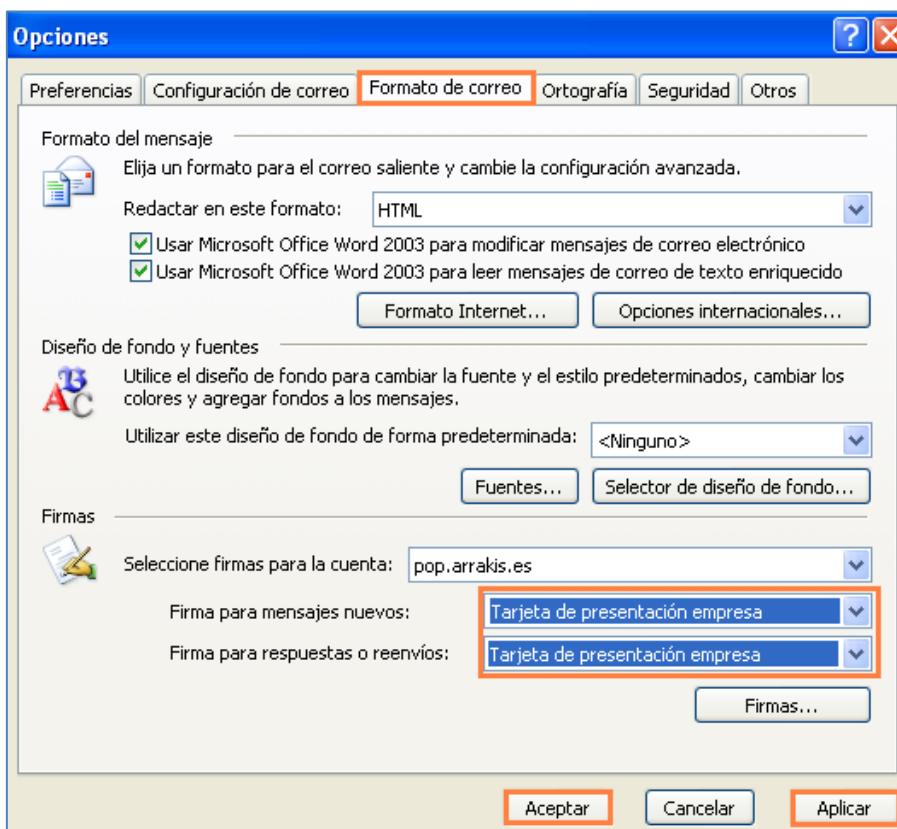 Opciones
Preferencias Configuración de correo Formato de correo Ortografía Seguridad Otros
Formato del mensaje
Elija un formato para el correo saliente y cambie la configuración avanzada.
Redactar en este formato: HTML
Usar Microsoft Office Word 2003 para modificar mensajes de correo electrónico
Usar Microsoft Office Word 2003 para leer mensajes de correo de texto enriquecido
Formato Internet... Opciones internacionales...
Diseño de fondo y fuentes
Utilice el diseño de fondo para cambiar la fuente y el estilo predeterminados, cambiar los
colores y agregar fondos a los mensajes.
Utilizar este diseño de fondo de forma predeterminada: <Ninguno>
Fuentes... Selector de diseño de fondo...
Firmas
Seleccione firmas para la cuenta: pop.arrakis.es
Firma para mensajes nuevos: Tarjeta de presentación empresa
Firma para respuestas o reenvíos: Tarjeta de presentación empresa
Firmas...
Aceptar Cancelar Aplicar